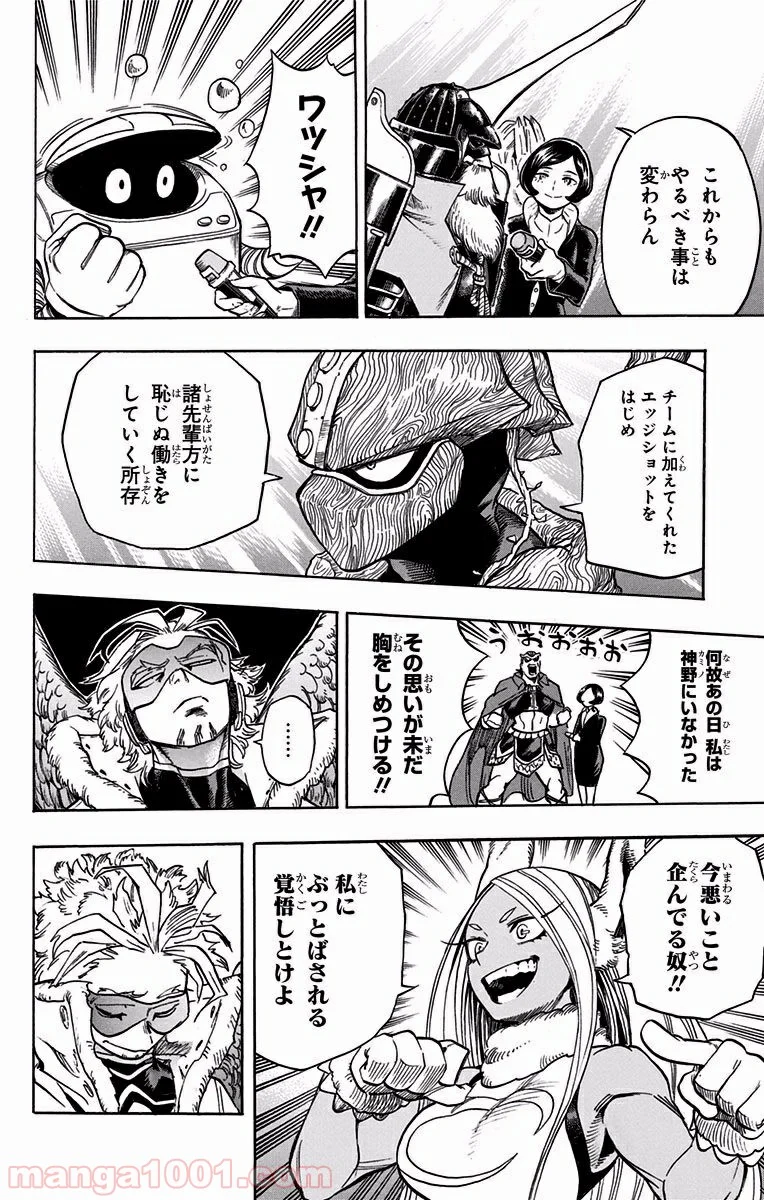 これからも
やるべき事は
変わらん
ワッシャ!!
チームに加えてくれた
エッジショットを
はじめ
諸先輩方に
恥じぬ働きを
していく所存
何故あの日 私は
神野にいなかった
うおおおおお
その思いが未だ
胸をしめつける!!
………
今悪いこと
企んでる奴!!
私に
ぶっとばされる
覚悟しとけよ
manga1001.com